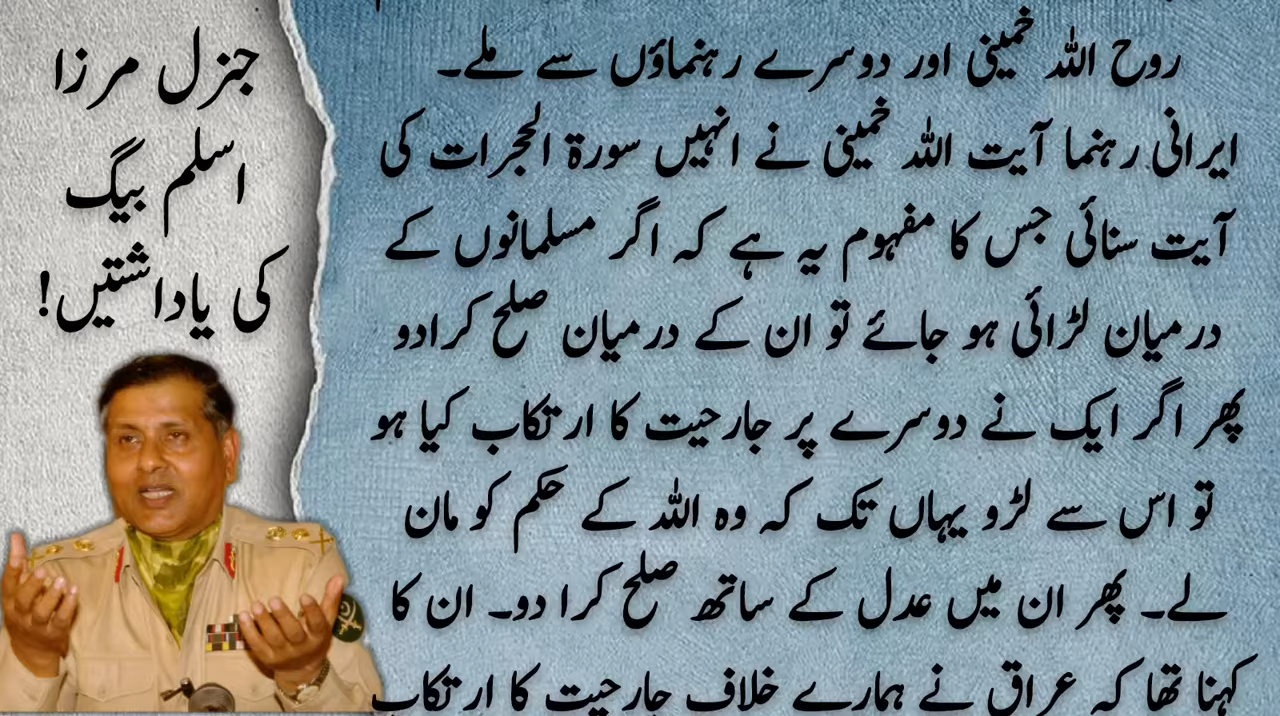 جنرل مرزا
اسلم بیگ
کی یاداشتیں!
روح اللہ خمینی اور دوسرے رہنماؤں سے ملے۔
ایرانی رہنما آیت اللہ خمینی نے انہیں سورۃ الحجرات کی
آیت سنائی جس کا مفہوم یہ ہے کہ اگر مسلمانوں کے
درمیان لڑائی ہو جائے تو ان کے درمیان صلح کرادو
پھر اگر ایک نے دوسرے پر جارحیت کا ارتکاب کیا ہو
تو اس سے لڑو یہاں تک کہ وہ اللہ کے حکم کو مان
لے۔ پھر ان میں عدل کے ساتھ صلح کرا دو۔ ان کا
کہنا تھا کہ عراق نے ہمارے خلاف جارحیت کا ارتکاب